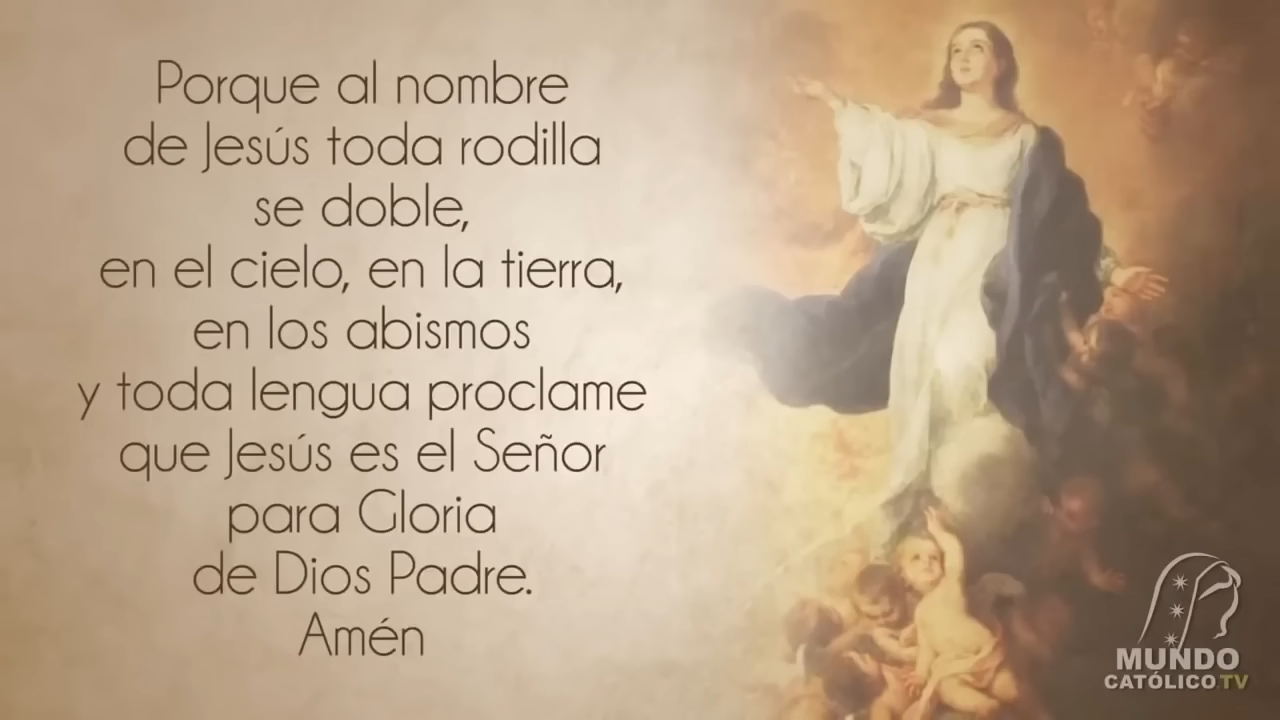 Porque al nombre
de Jesús toda rodilla
se doble,
en el cielo, en la tierra,
en los abismos
y toda lengua proclame
que Jesús es el Señor
para Gloria
de Dios Padre.
Amén
MUNDO
CATÓLICO.TV